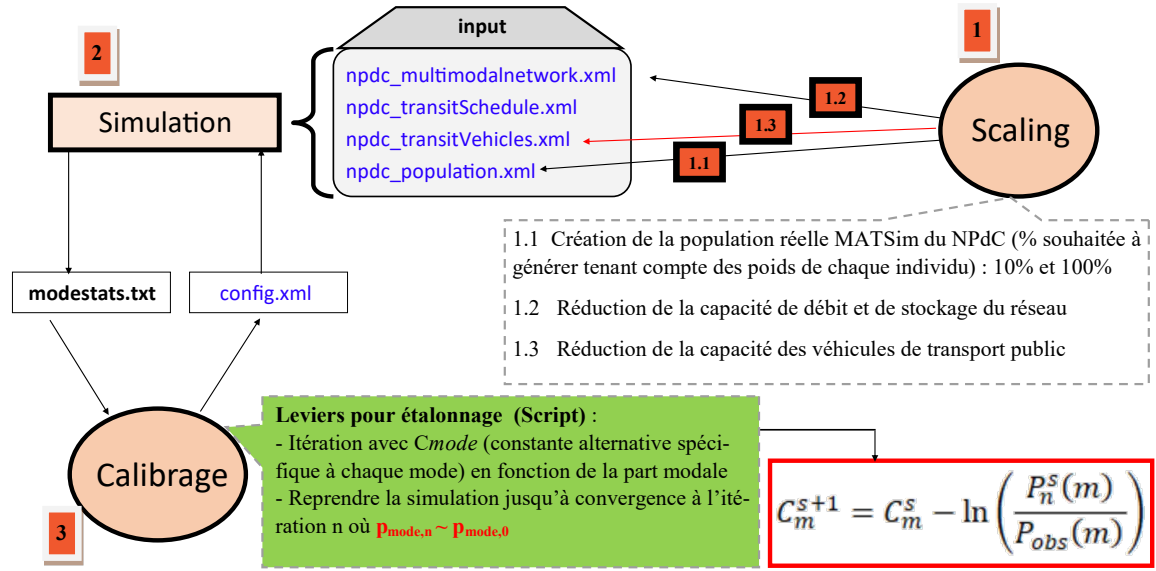 input
1
2
npdc_multimodalnetwork.xml
npdc_transitSchedule.xml
npdc_transitVehicles.xml
npdc_population.xml
Simulation
1.2
1.3
1.1
Scaling
1.1 Création de la population réelle MATSim du NPdC (% souhaitée à
générer tenant compte des poids de chaque individu) : 10% et 100%
1.2 Réduction de la capacité de débit et de stockage du réseau
1.3 Réduction de la capacité des véhicules de transport public
modestats.txt
config.xml
Calibrage
3
Leviers pour étalonnage (Script) :
- Itération avec Cmode (constante alternative spéci-
fique à chaque mode) en fonction de la part modale
- Reprendre la simulation jusqu'à convergence à l'ité-
ration n où p_mode,n ~ p_mode,0
C_m^{s+1} = C_m^s − ln(P_n^s(m) / P_obs(m))